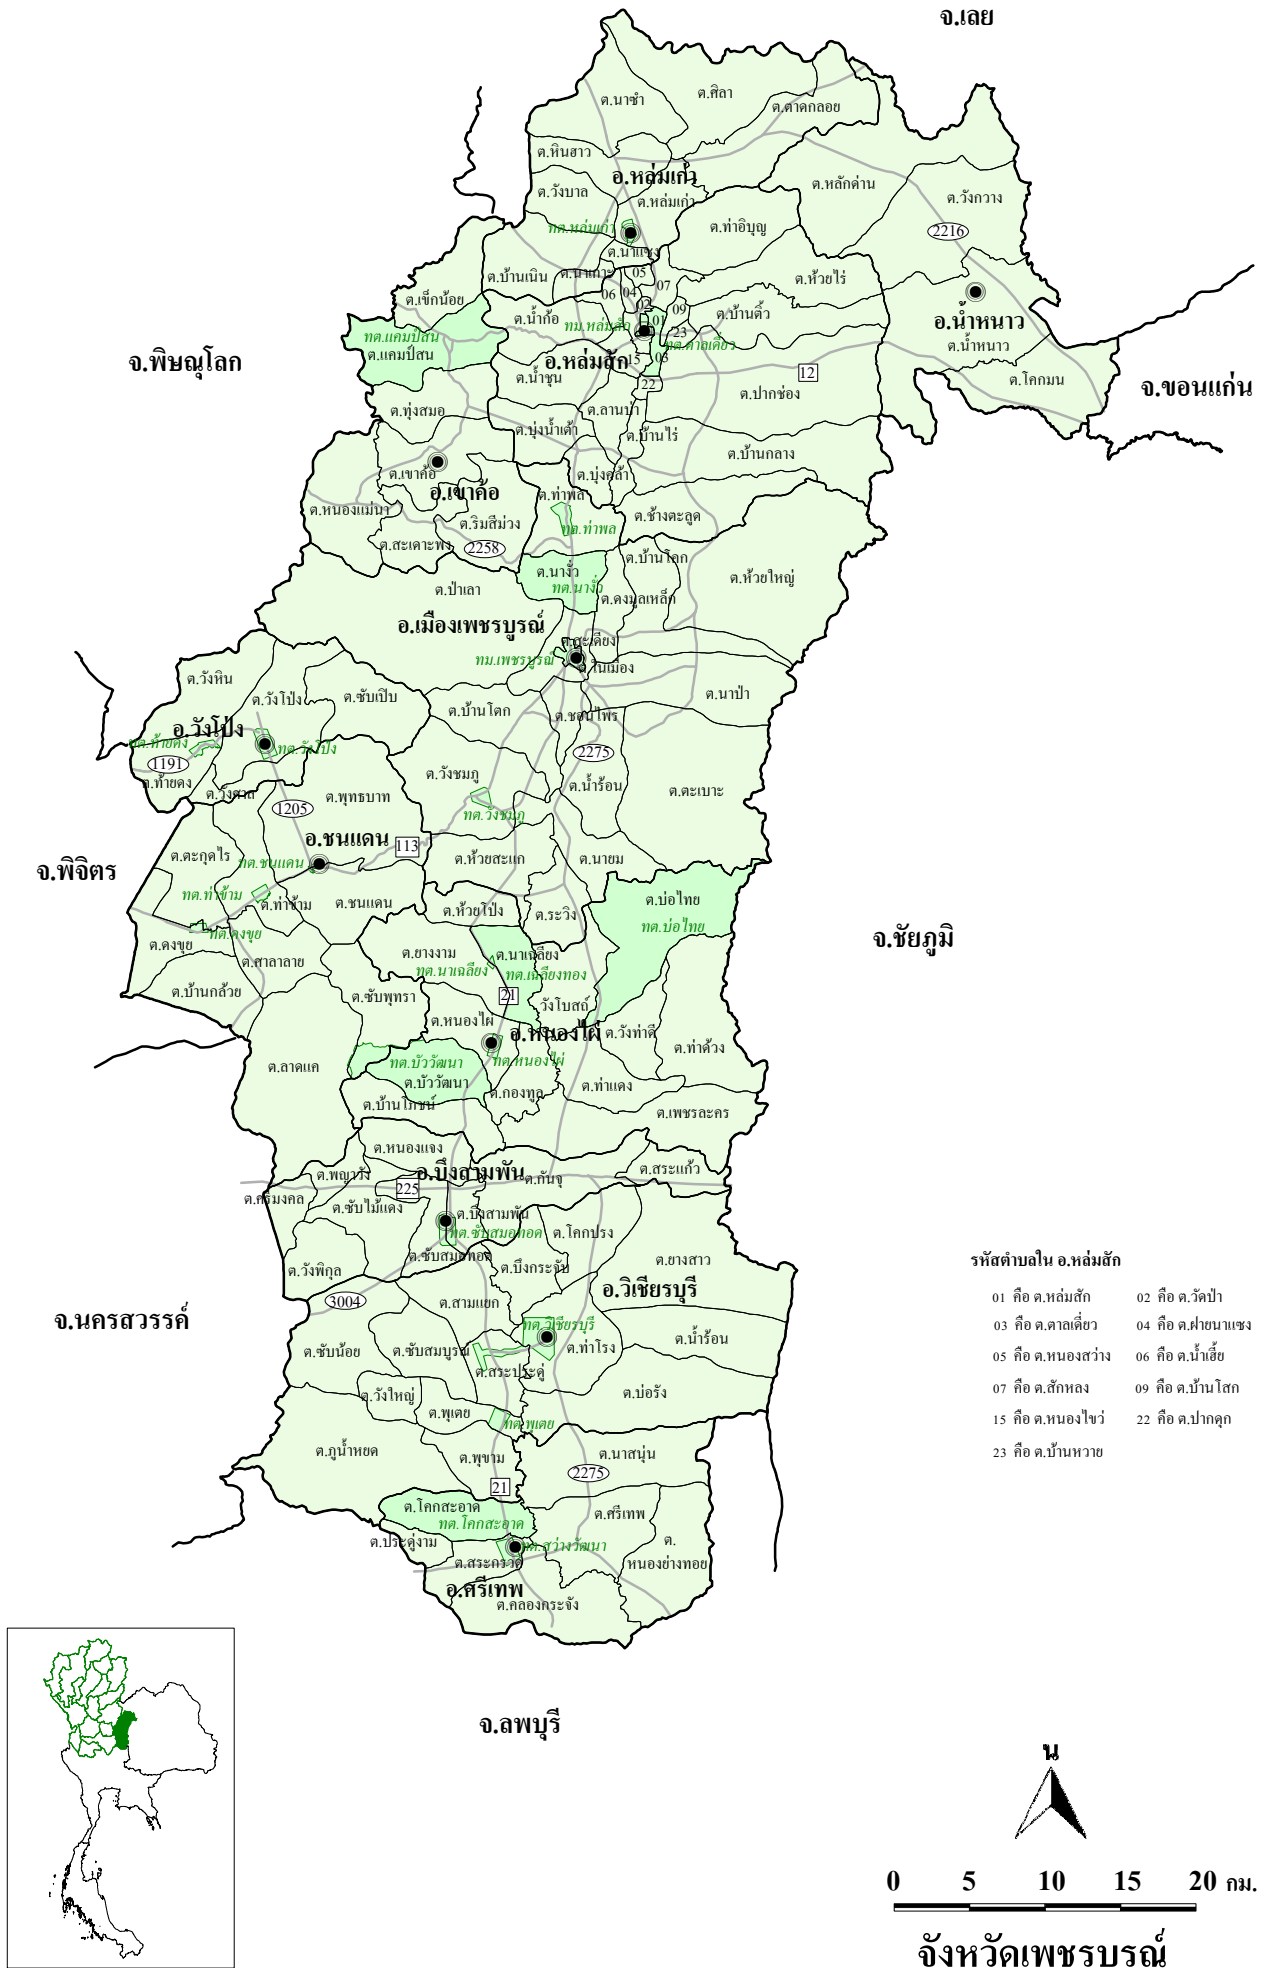 จ.เลย
ต.ศิลา
ต.นาซำ
ต.ตาดกลอย
ต.หินฮาว
อ.หล่มเก่า
ต.หลักด่าน
ต.วังบาล
ต.หล่มเก่า
ต.วังกวาง
ทต.หล่มเก่า
ต.ท่าอิบุญ
2216
ต.นาแซง
ต.บ้านเนิน
ต.นาเกาะ
05
ต.ห้วยไร่
07
06
04
ต.เข็กน้อย
02
09
ต.น้ำก้อ
01
ต.บ้านติ้ว
อ.น้ำหนาว
ทม.หล่มสัก
23
ทต.แคมป์สน
ทต.ตาลเดี่ยว
ต.น้ำหนาว
ต.แคมป์สน
จ.พิษณุโลก
อ.หล่มสัก
15
03
12
ต.น้ำชุน
22
ต.โคกมน
จ.ขอนแก่น
ต.ปากช่อง
ต.ทุ่งสมอ
ต.ลานบ่า
ต.บุ่งน้ำเต้า
ต.บ้านไร่
ต.บ้านกลาง
ต.เขาค้อ
ต.บุ่งคล้า
อ.เขาค้อ
ต.ท่าพล
ต.หนองแม่นา
ต.ริมสีม่วง
ทต.ท่าพล
ต.ช้างตะลูด
ต.สะเดาะพง
2258
ต.บ้านโคก
ต.นางั่ว
ต.ห้วยใหญ่
ทต.นางั่ว
ต.ป่าเลา
ต.ดงมูลเหล็ก
อ.เมืองเพชรบูรณ์
ต.สะเดียง
ทม.เพชรบูรณ์
ต.ในเมือง
ต.วังหิน
ต.วังโป่ง
ต.ซับเปิบ
ต.นาป่า
ต.บ้านโตก
ต.ชอนไพร
อ.วังโป่ง
ทต.ท้ายดง
ทต.วังโป่ง
2275
1191
ต.วังชมภู
ต.ท้ายดง
ต.วังศาล
ต.พุทธบาท
ต.น้ำร้อน
ต.ตะเบาะ
1205
ทต.วังชมภู
อ.ชนแดน
113
ต.ตะกุดไร
ทต.ชนแดน
ต.ห้วยสะแก
ต.นายม
จ.พิจิตร
ทต.ท่าข้าม
ต.ท่าข้าม
ต.ชนแดน
ต.บ่อไทย
ต.ห้วยโป่ง
ต.ระวิง
ทต.บ่อไทย
ทต.ดงขุย
ต.ดงขุย
จ.ชัยภูมิ
ต.ยางงาม
ต.นาเฉลียง
ต.ศาลาลาย
ทต.นาเฉลียง
ทต.เฉลียงทอง
ต.บ้านกล้วย
ต.ซับพุทรา
21
วังโบสถ์
ต.หนองไผ่
อ.หนองไผ่
ต.วังท่าดี
ต.ท่าด้วง
ต.ลาดแค
ทต.บัววัฒนา
ทต.หนองไผ่
ต.บัววัฒนา
ต.กองทูล
ต.ท่าแดง
ต.บ้านโภชน์
ต.เพชรละคร
ต.หนองแจง
ต.พญาวัง
อ.บึงสามพัน
ต.สระแก้ว
ต.กันจุ
225
ต.ศรีมงคล
ต.ซับไม้แดง
ต.บึงสามพัน
ทต.ซับสมอทอด
ต.โคกปรง
ต.ซับสมอทอด
ต.ยางสาว
ต.วังพิกุล
ต.บึงกระจับ
อ.วิเชียรบุรี
รหัสตำบลใน อ.หล่มสัก
01 คือ ต.หล่มสัก 02 คือ ต.วัดป่า
3004
ต.สามแยก
จ.นครสวรรค์
ทต.วิเชียรบุรี
03 คือ ต.ตาลเดี่ยว 04 คือ ต.ฝายนาแซง
ต.น้ำร้อน
ต.ซับน้อย
ต.ซับสมบูรณ์
ต.ท่าโรง
05 คือ ต.หนองสว่าง 06 คือ ต.น้ำเฮี้ย
ต.สระประดู่
07 คือ ต.สักหลง 09 คือ ต.บ้านโสก
ต.วังใหญ่
ต.บ่อรัง
ต.พุเตย
ทต.พุเตย
15 คือ ต.หนองไขว่ 22 คือ ต.ปากดุก
ต.ภูน้ำหยด
ต.พุขาม
ต.นาสนุ่น
23 คือ ต.บ้านหวาย
2275
21
ต.โคกสะอาด
ทต.โคกสะอาด
ต.ศรีเทพ
ต.ประดู่งาม
ทต.สว่างวัฒนา
ต.
หนองย่างทอย
ต.สระกรวด
อ.ศรีเทพ
ต.คลองกระจัง
จ.ลพบุรี
น
0 5 10 15 20 กม.
จังหวัดเพชรบูรณ์